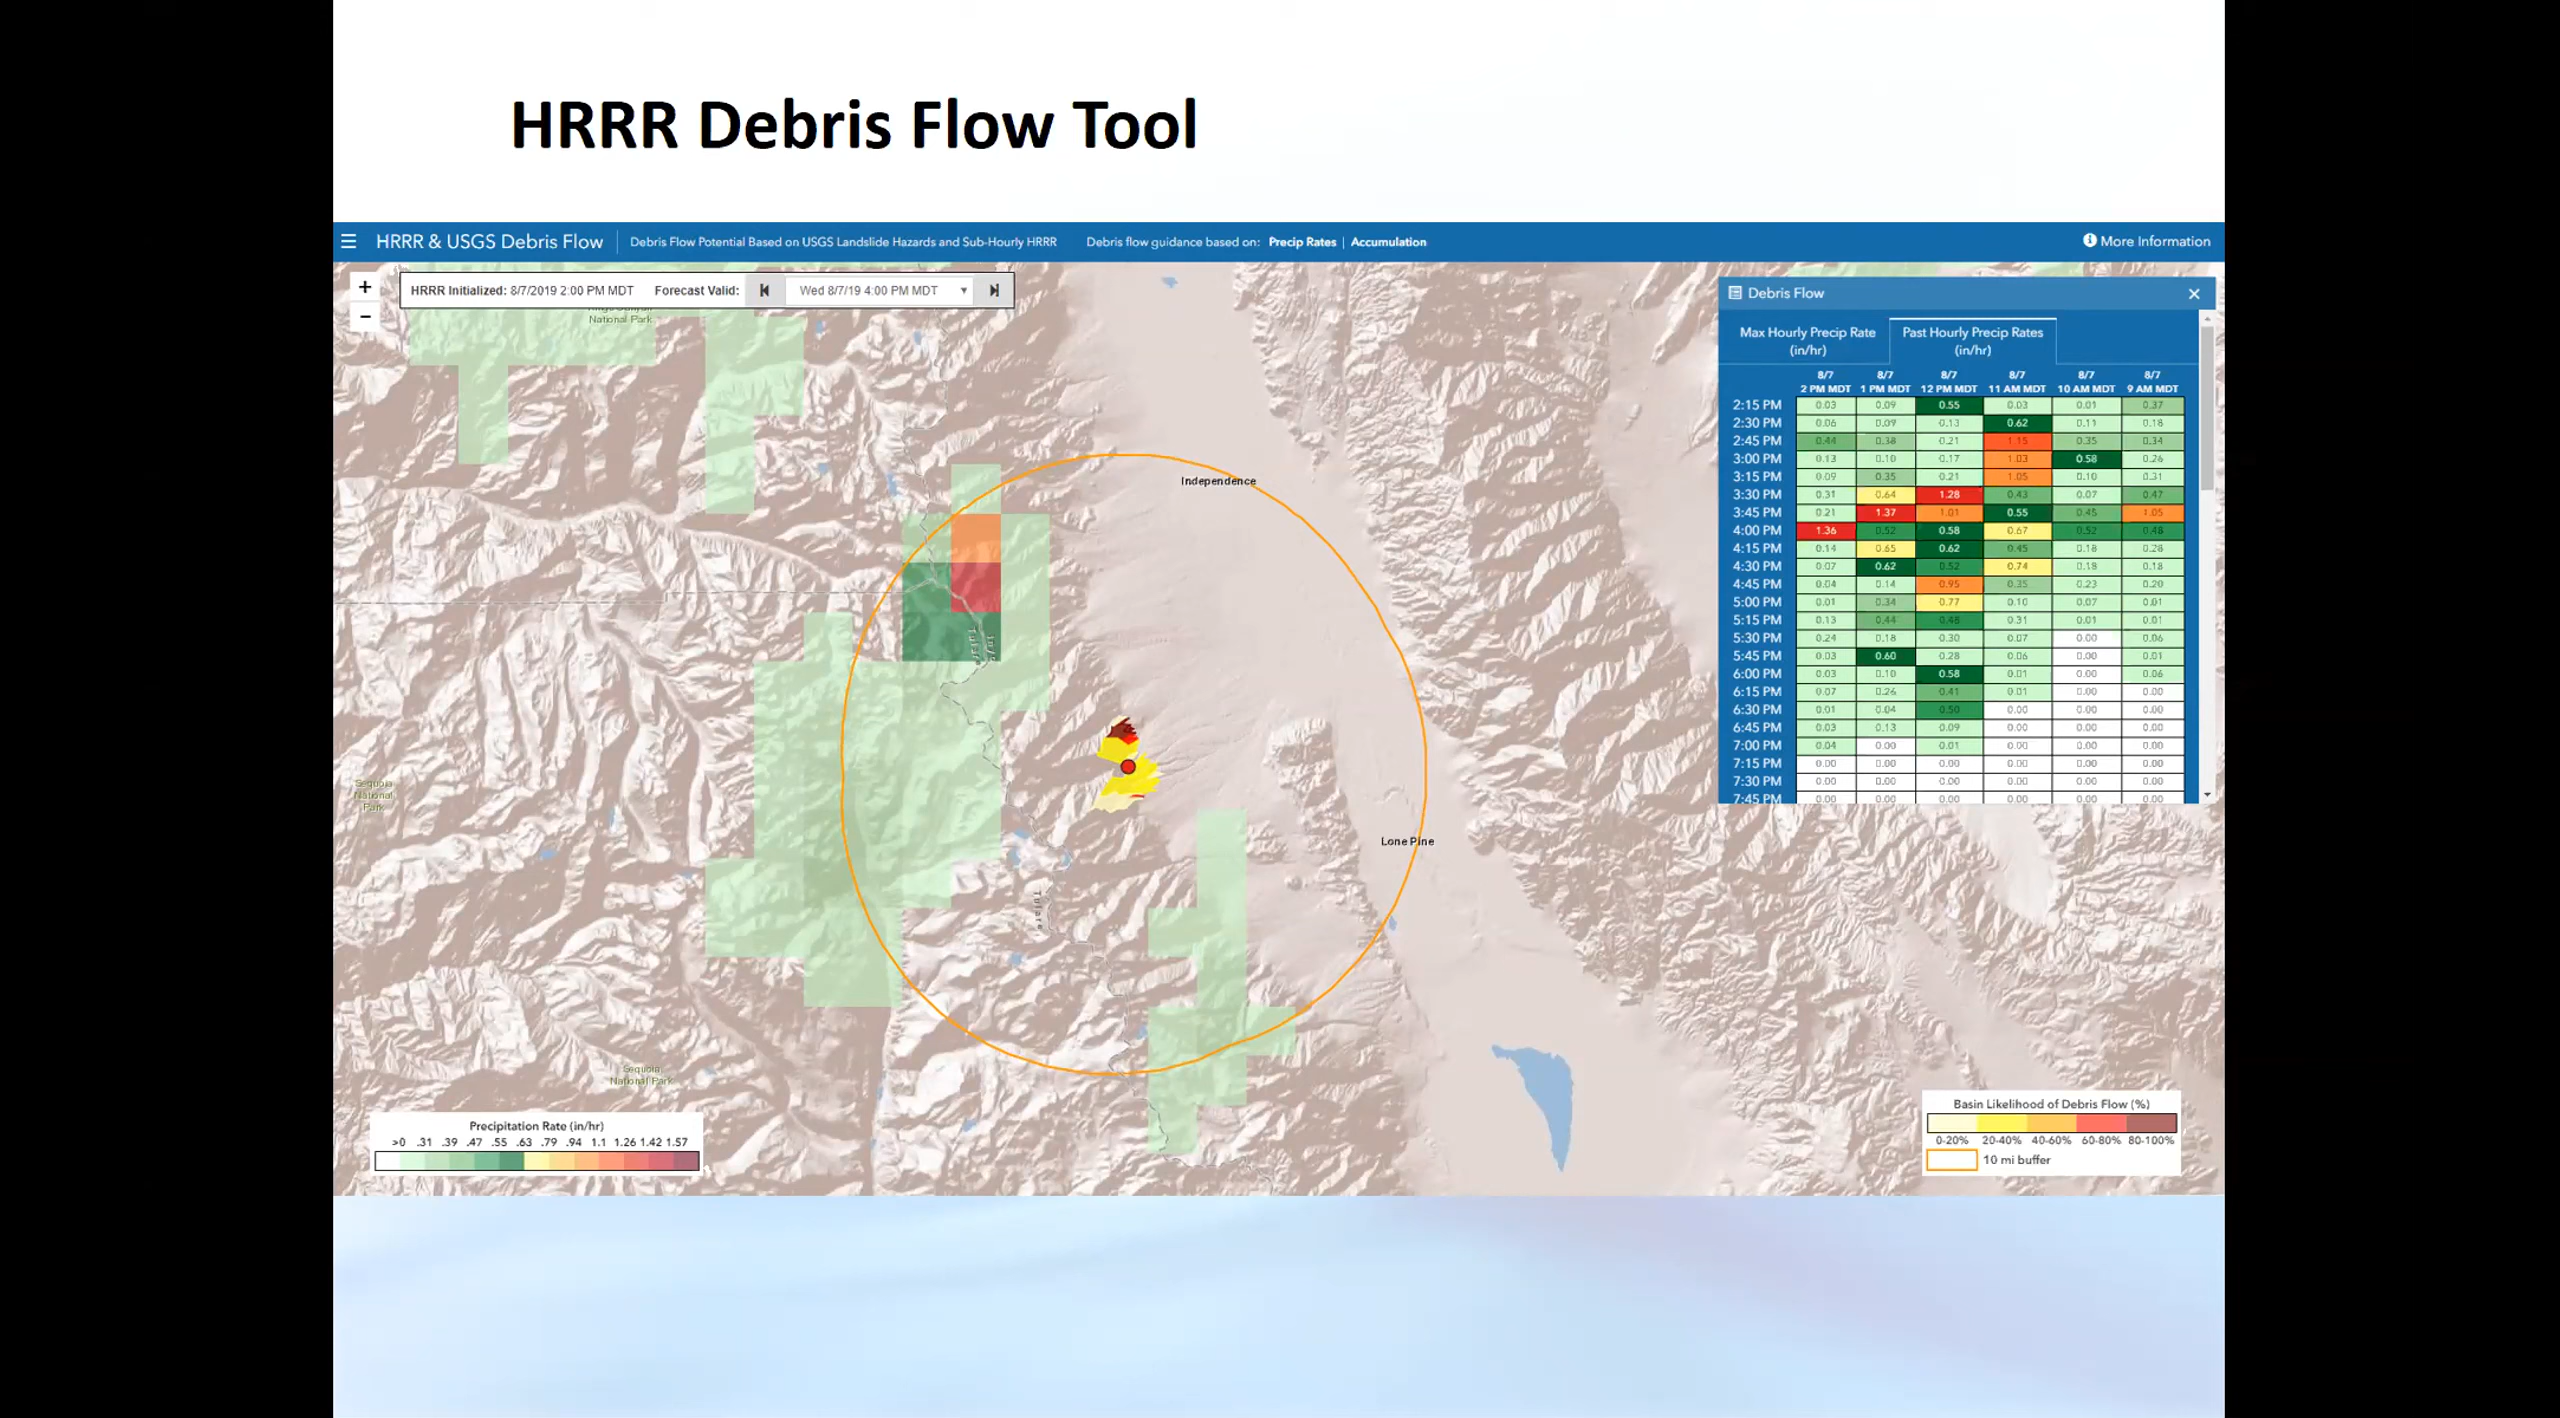 HRRR Debris Flow Tool
HRRR & USGS Debris Flow
Debris Flow Potential Based on USGS Landslide Hazards and Sub-Hourly HRRR
Debris flow guidance based on: Precip Rates | Accumulation
More Information
+
−
HRRR Initialized: 8/7/2019 2:00 PM MDT Forecast Valid: Wed 8/7/19 4:00 PM MDT
National Park
Independence
Lone Pine
Tulare
Sequoia
National
Park
Sequoia
National Park
Debris Flow
Max Hourly Precip Rate
(in/hr)
Past Hourly Precip Rates
(in/hr)
8/7 8/7 8/7 8/7 8/7 8/7
2 PM MDT 1 PM MDT 12 PM MDT 11 AM MDT 10 AM MDT 9 AM MDT
2:15 PM 0.03 0.09 0.55 0.03 0.01 0.37
2:30 PM 0.06 0.09 0.13 0.62 0.11 0.18
2:45 PM 0.44 0.38 0.21 1.15 0.35 0.34
3:00 PM 0.13 0.10 0.17 1.03 0.58 0.26
3:15 PM 0.09 0.35 0.21 1.05 0.10 0.31
3:30 PM 0.31 0.64 1.28 0.43 0.07 0.47
3:45 PM 0.21 1.37 1.01 0.55 0.45 1.05
4:00 PM 1.36 0.52 0.58 0.67 0.52 0.48
4:15 PM 0.14 0.65 0.62 0.45 0.18 0.28
4:30 PM 0.07 0.62 0.52 0.74 0.18 0.18
4:45 PM 0.04 0.14 0.95 0.35 0.23 0.20
5:00 PM 0.01 0.34 0.77 0.10 0.07 0.01
5:15 PM 0.13 0.44 0.48 0.31 0.01 0.01
5:30 PM 0.24 0.18 0.30 0.07 0.00 0.06
5:45 PM 0.03 0.60 0.28 0.06 0.00 0.01
6:00 PM 0.03 0.10 0.58 0.01 0.00 0.06
6:15 PM 0.07 0.26 0.41 0.01 0.00 0.00
6:30 PM 0.01 0.04 0.50 0.00 0.00 0.00
6:45 PM 0.03 0.13 0.09 0.00 0.00 0.00
7:00 PM 0.04 0.00 0.01 0.00 0.00 0.00
7:15 PM 0.00 0.00 0.00 0.00 0.00 0.00
7:30 PM 0.00 0.00 0.00 0.00 0.00 0.00
7:45 PM 0.00 0.00 0.00 0.00 0.00 0.00
Precipitation Rate (in/hr)
>0 .31 .39 .47 .55 .63 .79 .94 1.1 1.26 1.42 1.57
Basin Likelihood of Debris Flow (%)
0-20% 20-40% 40-60% 60-80% 80-100%
10 mi buffer